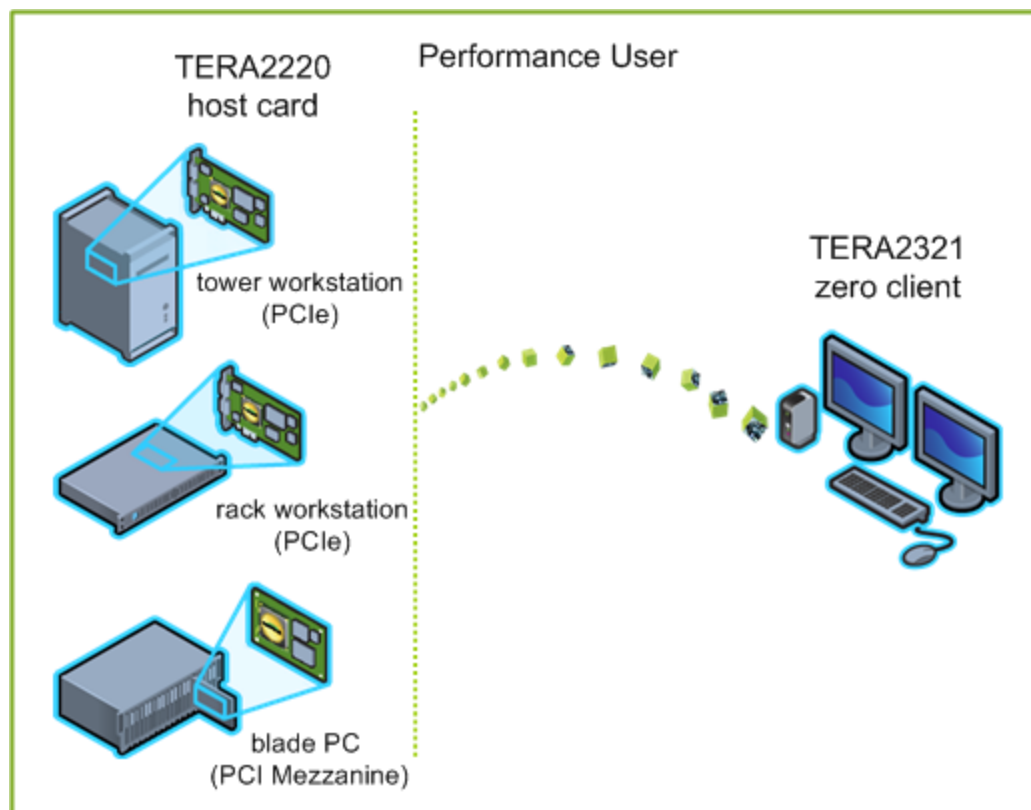 Performance User
TERA2220
host card
tower workstation
(PCIe)
TERA2321
zero client
rack workstation
(PCIe)
blade PC
(PCI Mezzanine)